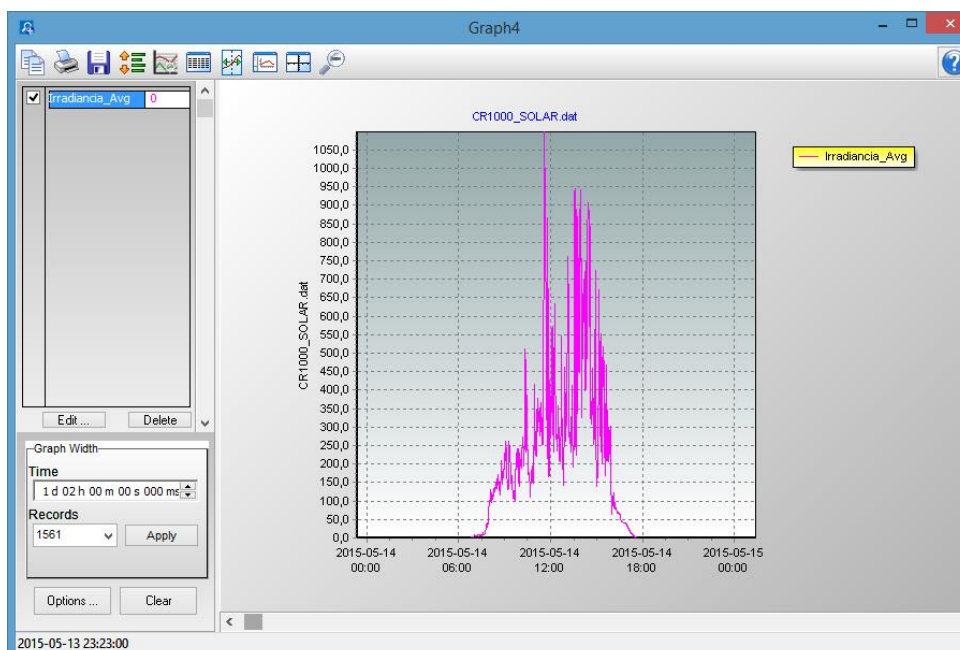 Graph4
Irradiancia_Avg 0
Edit ... Delete
Graph Width
Time
1 d 02 h 00 m 00 s 000 ms
Records
1561 Apply
Options ... Clear
CR1000_SOLAR.dat
CR1000_SOLAR.dat
1050,0
1000,0
950,0
900,0
850,0
800,0
750,0
700,0
650,0
600,0
550,0
500,0
450,0
400,0
350,0
300,0
250,0
200,0
150,0
100,0
50,0
0,0
2015-05-14 2015-05-14 2015-05-14 2015-05-14 2015-05-15
00:00 06:00 12:00 18:00 00:00
Irradiancia_Avg
2015-05-13 23:23:00